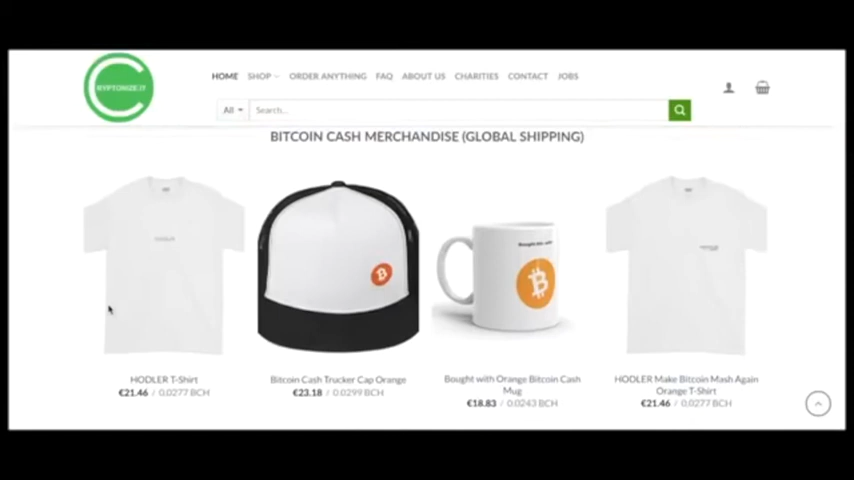 RYPTONIZE.IT
HOME SHOP ORDER ANYTHING FAQ ABOUT US CHARITIES CONTACT JOBS
All Search...
BITCOIN CASH MERCHANDISE (GLOBAL SHIPPING)
HODLER
HODLER T-Shirt
€21.46 / 0.0277 BCH
Bitcoin Cash Trucker Cap Orange
€23.18 / 0.0299 BCH
Bought with
Bought with Orange Bitcoin Cash
Mug
€18.83 / 0.0243 BCH
HODLER Make Bitcoin Mash Again
Orange T-Shirt
€21.46 / 0.0277 BCH